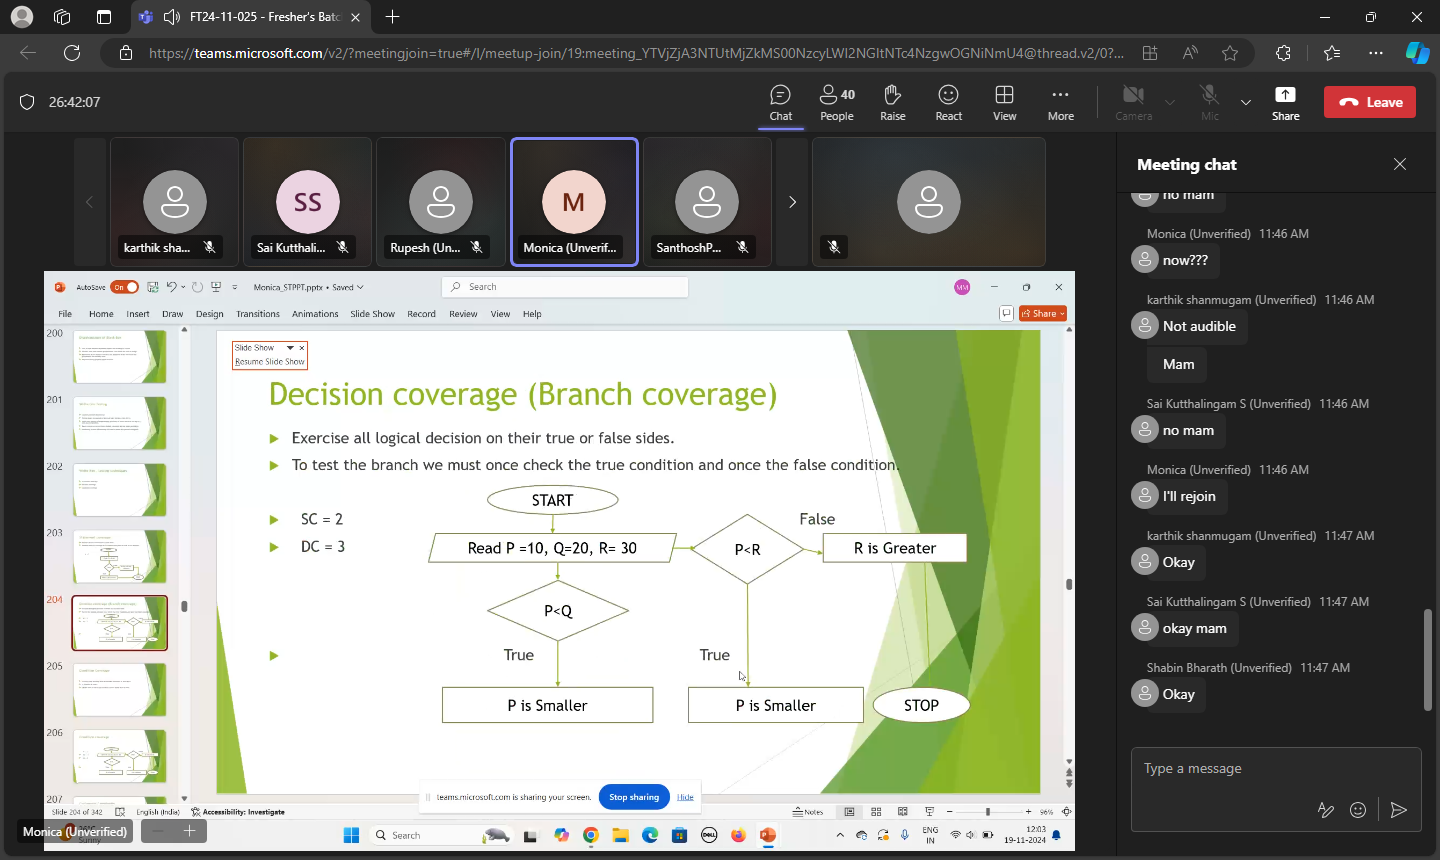 FT24-11-025 - Fresher's Batc
https://teams.microsoft.com/v2/?meetingjoin=true#/l/meetup-join/19:meeting_YTVjZjA3NTUtMjZkMS00NzcyLWI2NGItNTc4NzgwOGNiNmU4@thread.v2/0?...
26:42:07
Chat
40
People
Raise
React
View
More
Camera
Mic
Share
Leave
karthik sha...
SS
Sai Kutthali...
Rupesh (Un...
M
Monica (Unverif...
SanthoshP...
Meeting chat
no mam
Monica (Unverified) 11:46 AM
now???
karthik shanmugam (Unverified) 11:46 AM
Not audible
Mam
Sai Kutthalingam S (Unverified) 11:46 AM
no mam
Monica (Unverified) 11:46 AM
I'll rejoin
karthik shanmugam (Unverified) 11:47 AM
Okay
Sai Kutthalingam S (Unverified) 11:47 AM
okay mam
Shabin Bharath (Unverified) 11:47 AM
Okay
Type a message
AutoSave On
Monica_STPPT.pptx • Saved
Search
MM
File Home Insert Draw Design Transitions Animations Slide Show Record Review View Help
Share
200
201
202
203
204
205
206
207
Slide Show
Resume Slide Show
Decision coverage (Branch coverage)
Exercise all logical decision on their true or false sides.
To test the branch we must once check the true condition and once the false condition.
SC = 2
DC = 3
START
Read P =10, Q=20, R= 30
P<R
False
R is Greater
P<Q
True
True
P is Smaller
P is Smaller
STOP
teams.microsoft.com is sharing your screen.
Stop sharing
Hide
Slide 204 of 342
English (India)
Accessibility: Investigate
Notes
96%
Monica (Unverified)
Sunny
Search
DELL
ENG
IN
12:03
19-11-2024